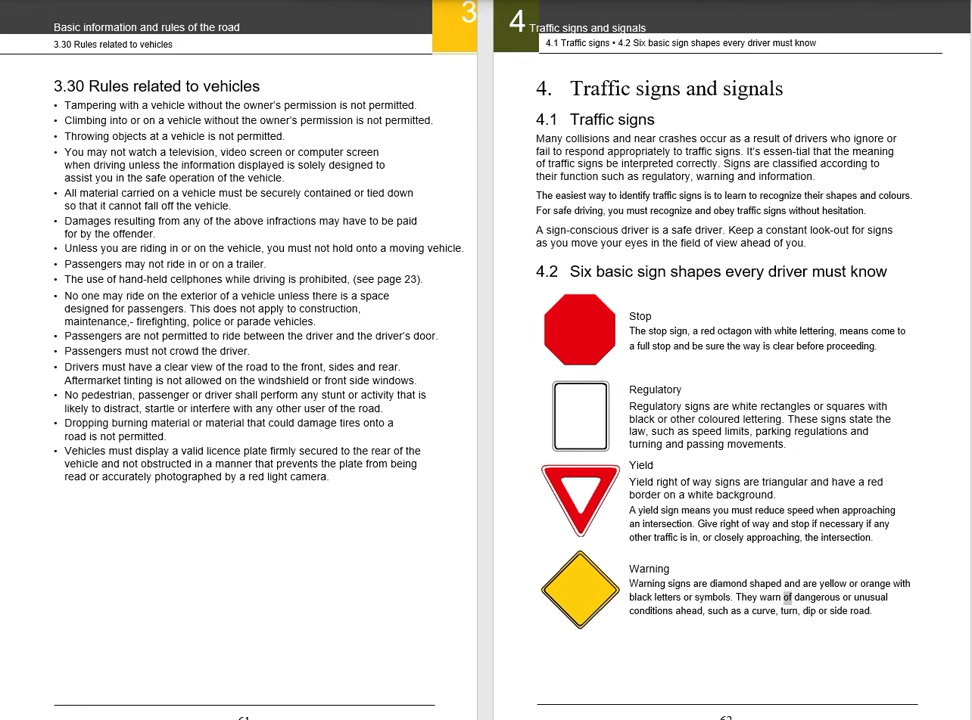 Basic information and rules of the road
3
3.30 Rules related to vehicles
3.30 Rules related to vehicles
• Tampering with a vehicle without the owner's permission is not permitted.
• Climbing into or on a vehicle without the owner's permission is not permitted.
• Throwing objects at a vehicle is not permitted.
• You may not watch a television, video screen or computer screen
when driving unless the information displayed is solely designed to
assist you in the safe operation of the vehicle.
• All material carried on a vehicle must be securely contained or tied down
so that it cannot fall off the vehicle.
• Damages resulting from any of the above infractions may have to be paid
for by the offender.
• Unless you are riding in or on the vehicle, you must not hold onto a moving vehicle.
• Passengers may not ride in or on a trailer.
• The use of hand-held cellphones while driving is prohibited, (see page 23).
• No one may ride on the exterior of a vehicle unless there is a space
designed for passengers. This does not apply to construction,
maintenance,- firefighting, police or parade vehicles.
• Passengers are not permitted to ride between the driver and the driver's door.
• Passengers must not crowd the driver.
• Drivers must have a clear view of the road to the front, sides and rear.
Aftermarket tinting is not allowed on the windshield or front side windows.
• No pedestrian, passenger or driver shall perform any stunt or activity that is
likely to distract, startle or interfere with any other user of the road.
• Dropping burning material or material that could damage tires onto a
road is not permitted.
• Vehicles must display a valid licence plate firmly secured to the rear of the
vehicle and not obstructed in a manner that prevents the plate from being
read or accurately photographed by a red light camera.
61
4 Traffic signs and signals
4.1 Traffic signs • 4.2 Six basic sign shapes every driver must know
4. Traffic signs and signals
4.1 Traffic signs
Many collisions and near crashes occur as a result of drivers who ignore or
fail to respond appropriately to traffic signs. It's essen-tial that the meaning
of traffic signs be interpreted correctly. Signs are classified according to
their function such as regulatory, warning and information.
The easiest way to identify traffic signs is to learn to recognize their shapes and colours.
For safe driving, you must recognize and obey traffic signs without hesitation.
A sign-conscious driver is a safe driver. Keep a constant look-out for signs
as you move your eyes in the field of view ahead of you.
4.2 Six basic sign shapes every driver must know
Stop
The stop sign, a red octagon with white lettering, means come to
a full stop and be sure the way is clear before proceeding.
Regulatory
Regulatory signs are white rectangles or squares with
black or other coloured lettering. These signs state the
law, such as speed limits, parking regulations and
turning and passing movements.
Yield
Yield right of way signs are triangular and have a red
border on a white background.
A yield sign means you must reduce speed when approaching
an intersection. Give right of way and stop if necessary if any
other traffic is in, or closely approaching, the intersection.
Warning
Warning signs are diamond shaped and are yellow or orange with
black letters or symbols. They warn of dangerous or unusual
conditions ahead, such as a curve, turn, dip or side road.
62